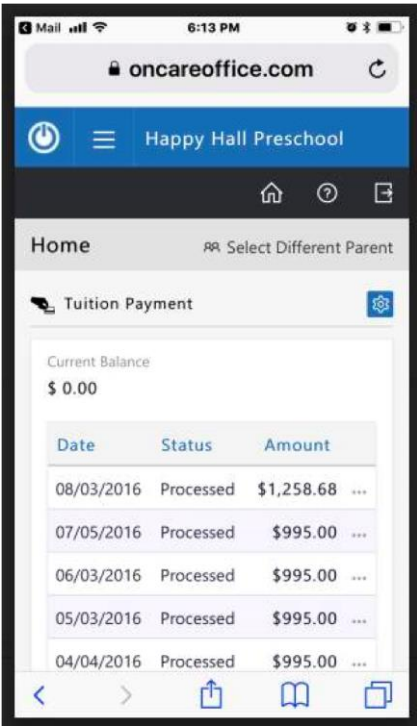 Mail 6:13 PM
oncareoffice.com
Happy Hall Preschool
Home Select Different Parent
Tuition Payment
Current Balance
$ 0.00
Date Status Amount
08/03/2016 Processed $1,258.68 ...
07/05/2016 Processed $995.00 ...
06/03/2016 Processed $995.00 ...
05/03/2016 Processed $995.00 ...
04/04/2016 Processed $995.00 ...